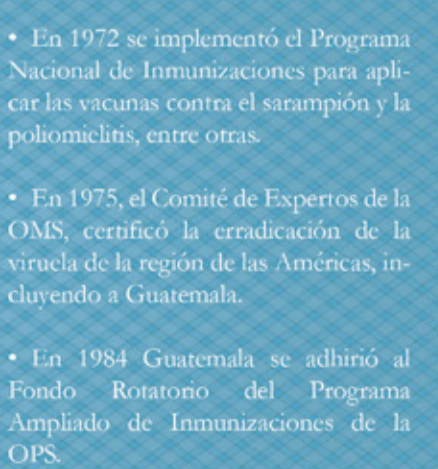 • En 1972 se implementó el Programa
Nacional de Inmunizaciones para apli-
car las vacunas contra el sarampión y la
poliomielitis, entre otras.
• En 1975, el Comité de Expertos de la
OMS, certificó la erradicación de la
viruela de la región de las Américas, in-
cluyendo a Guatemala.
• En 1984 Guatemala se adhirió al
Fondo Rotatorio del Programa
Ampliado de Inmunizaciones de la
OPS.